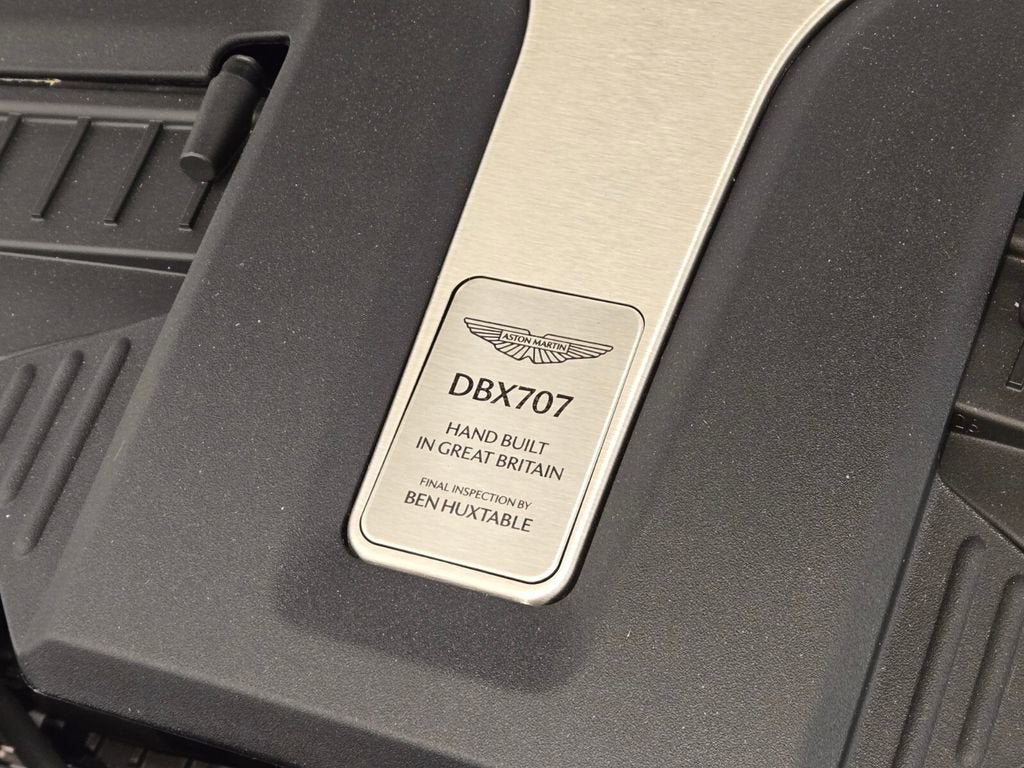 ASTON MARTIN
DBX707
HAND BUILT
IN GREAT BRITAIN
FINAL INSPECTION BY
BEN HUXTABLE